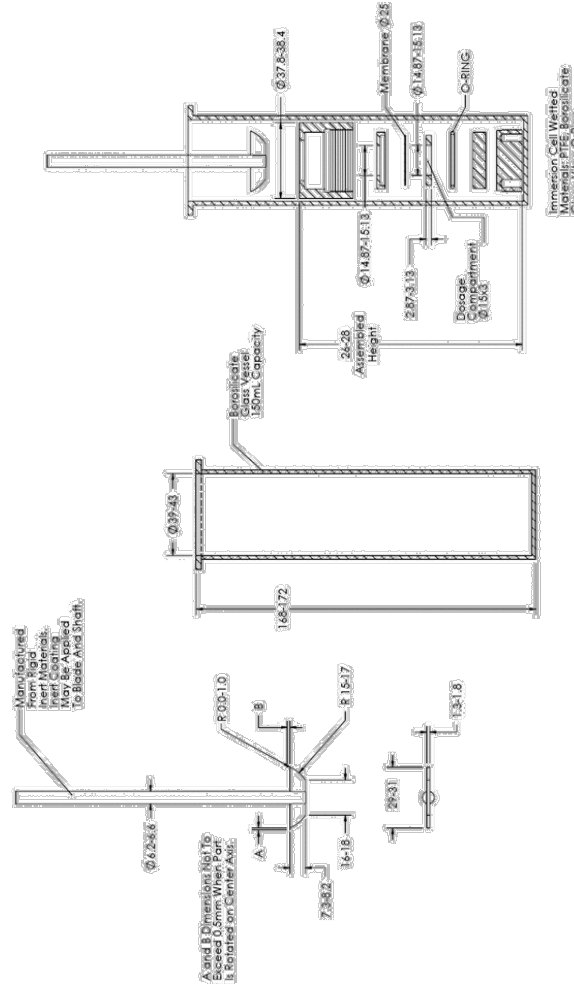 Manufactured
From Rigid
Inert Materials.
Inert Coating
May Be Applied
To Blade And Shaft.
Ø6.2-6.6
A and B Dimensions Not To
Exceed 0.5mm When Part
Is Rotated on Center Axis.
A
B
R 0.0-1.0
R 15-17
7.3-8.2
16-18
29-31
1.3-1.8
Borosilicate
Glass Vessel
150mL Capacity
Ø39-43
168-172
Ø37.8-38.4
Membrane Ø25
Ø14.87-15.13
O-RING
Ø14.87-15.13
2.87-3.13
Dosage
Compartment
Ø15x3
26-28
Assembled
Height
Immersion Cell Wetted
Materials: PTFE, Borosilicate